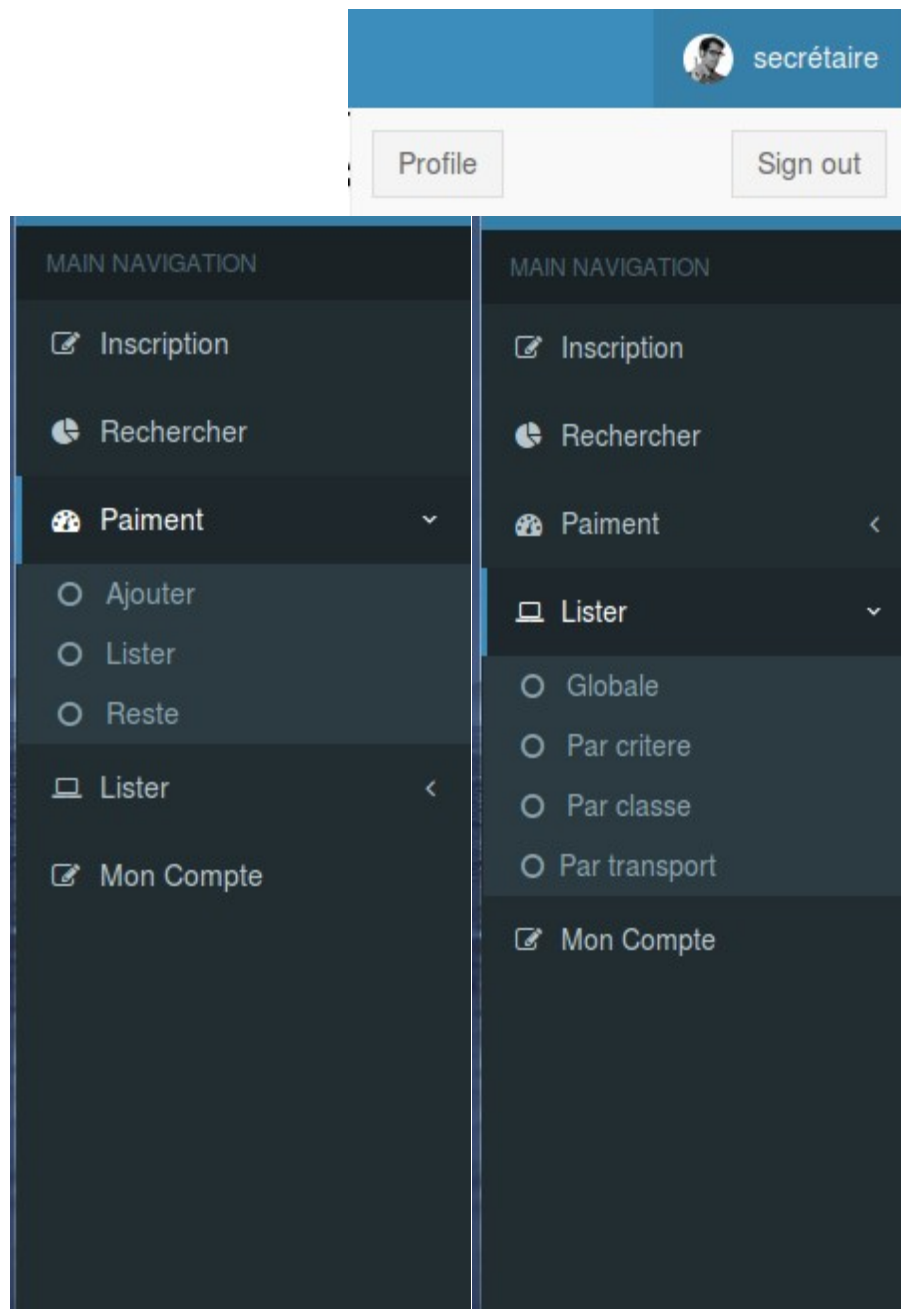 secrétaire
Profile
Sign out
MAIN NAVIGATION
Inscription
Rechercher
Paiment
Ajouter
Lister
Reste
Lister
Mon Compte
MAIN NAVIGATION
Inscription
Rechercher
Paiment
Lister
Globale
Par critere
Par classe
Par transport
Mon Compte